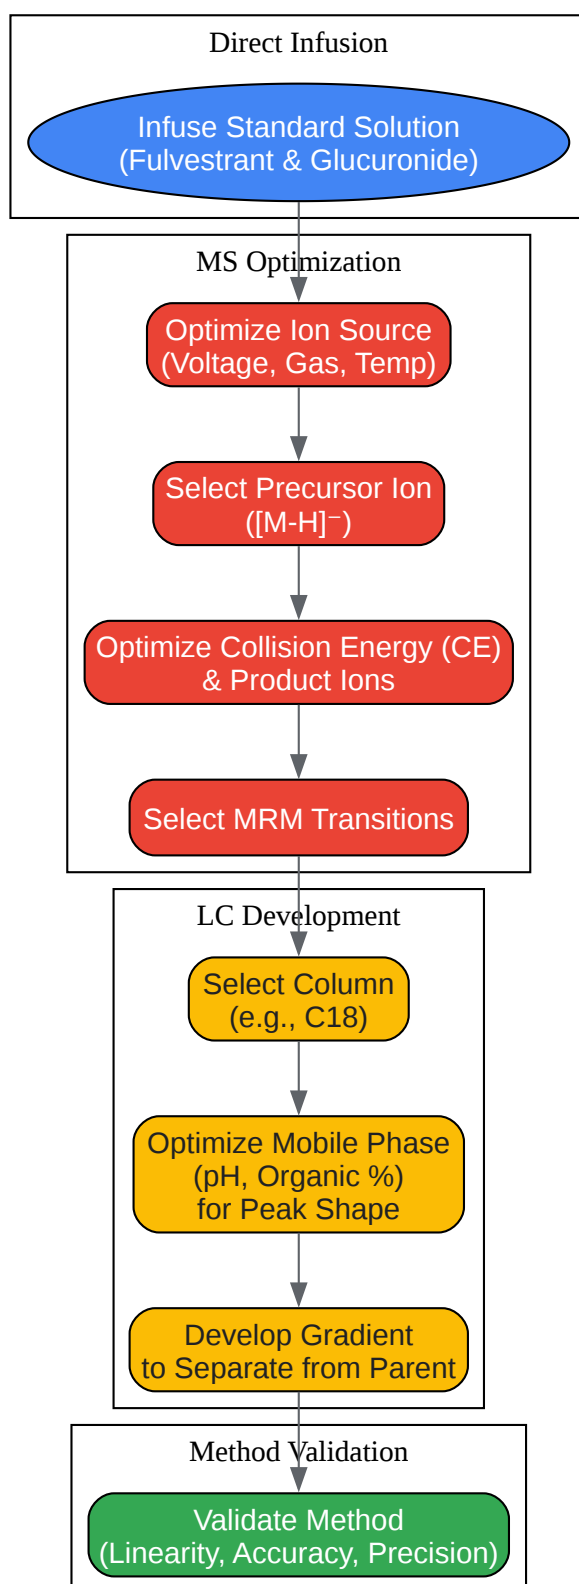 Direct Infusion
Infuse Standard Solution
(Fulvestrant & Glucuronide)
MS Optimization
Optimize Ion Source
(Voltage, Gas, Temp)
Select Precursor Ion
([M-H]⁻)
Optimize Collision Energy (CE)
& Product Ions
Select MRM Transitions
LC Development
Select Column
(e.g., C18)
Optimize Mobile Phase
(pH, Organic %)
for Peak Shape
Develop Gradient
to Separate from Parent
Method Validation
Validate Method
(Linearity, Accuracy, Precision)